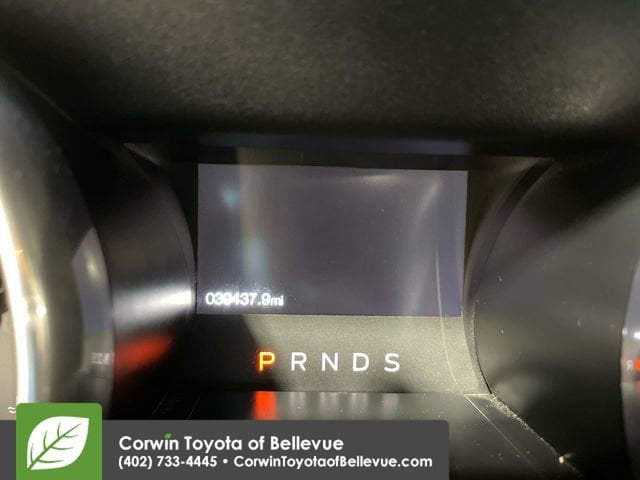 039437.9mi
P R N D S
Corwin Toyota of Bellevue
(402) 733-4445 • CorwinToyotaofBellevue.com